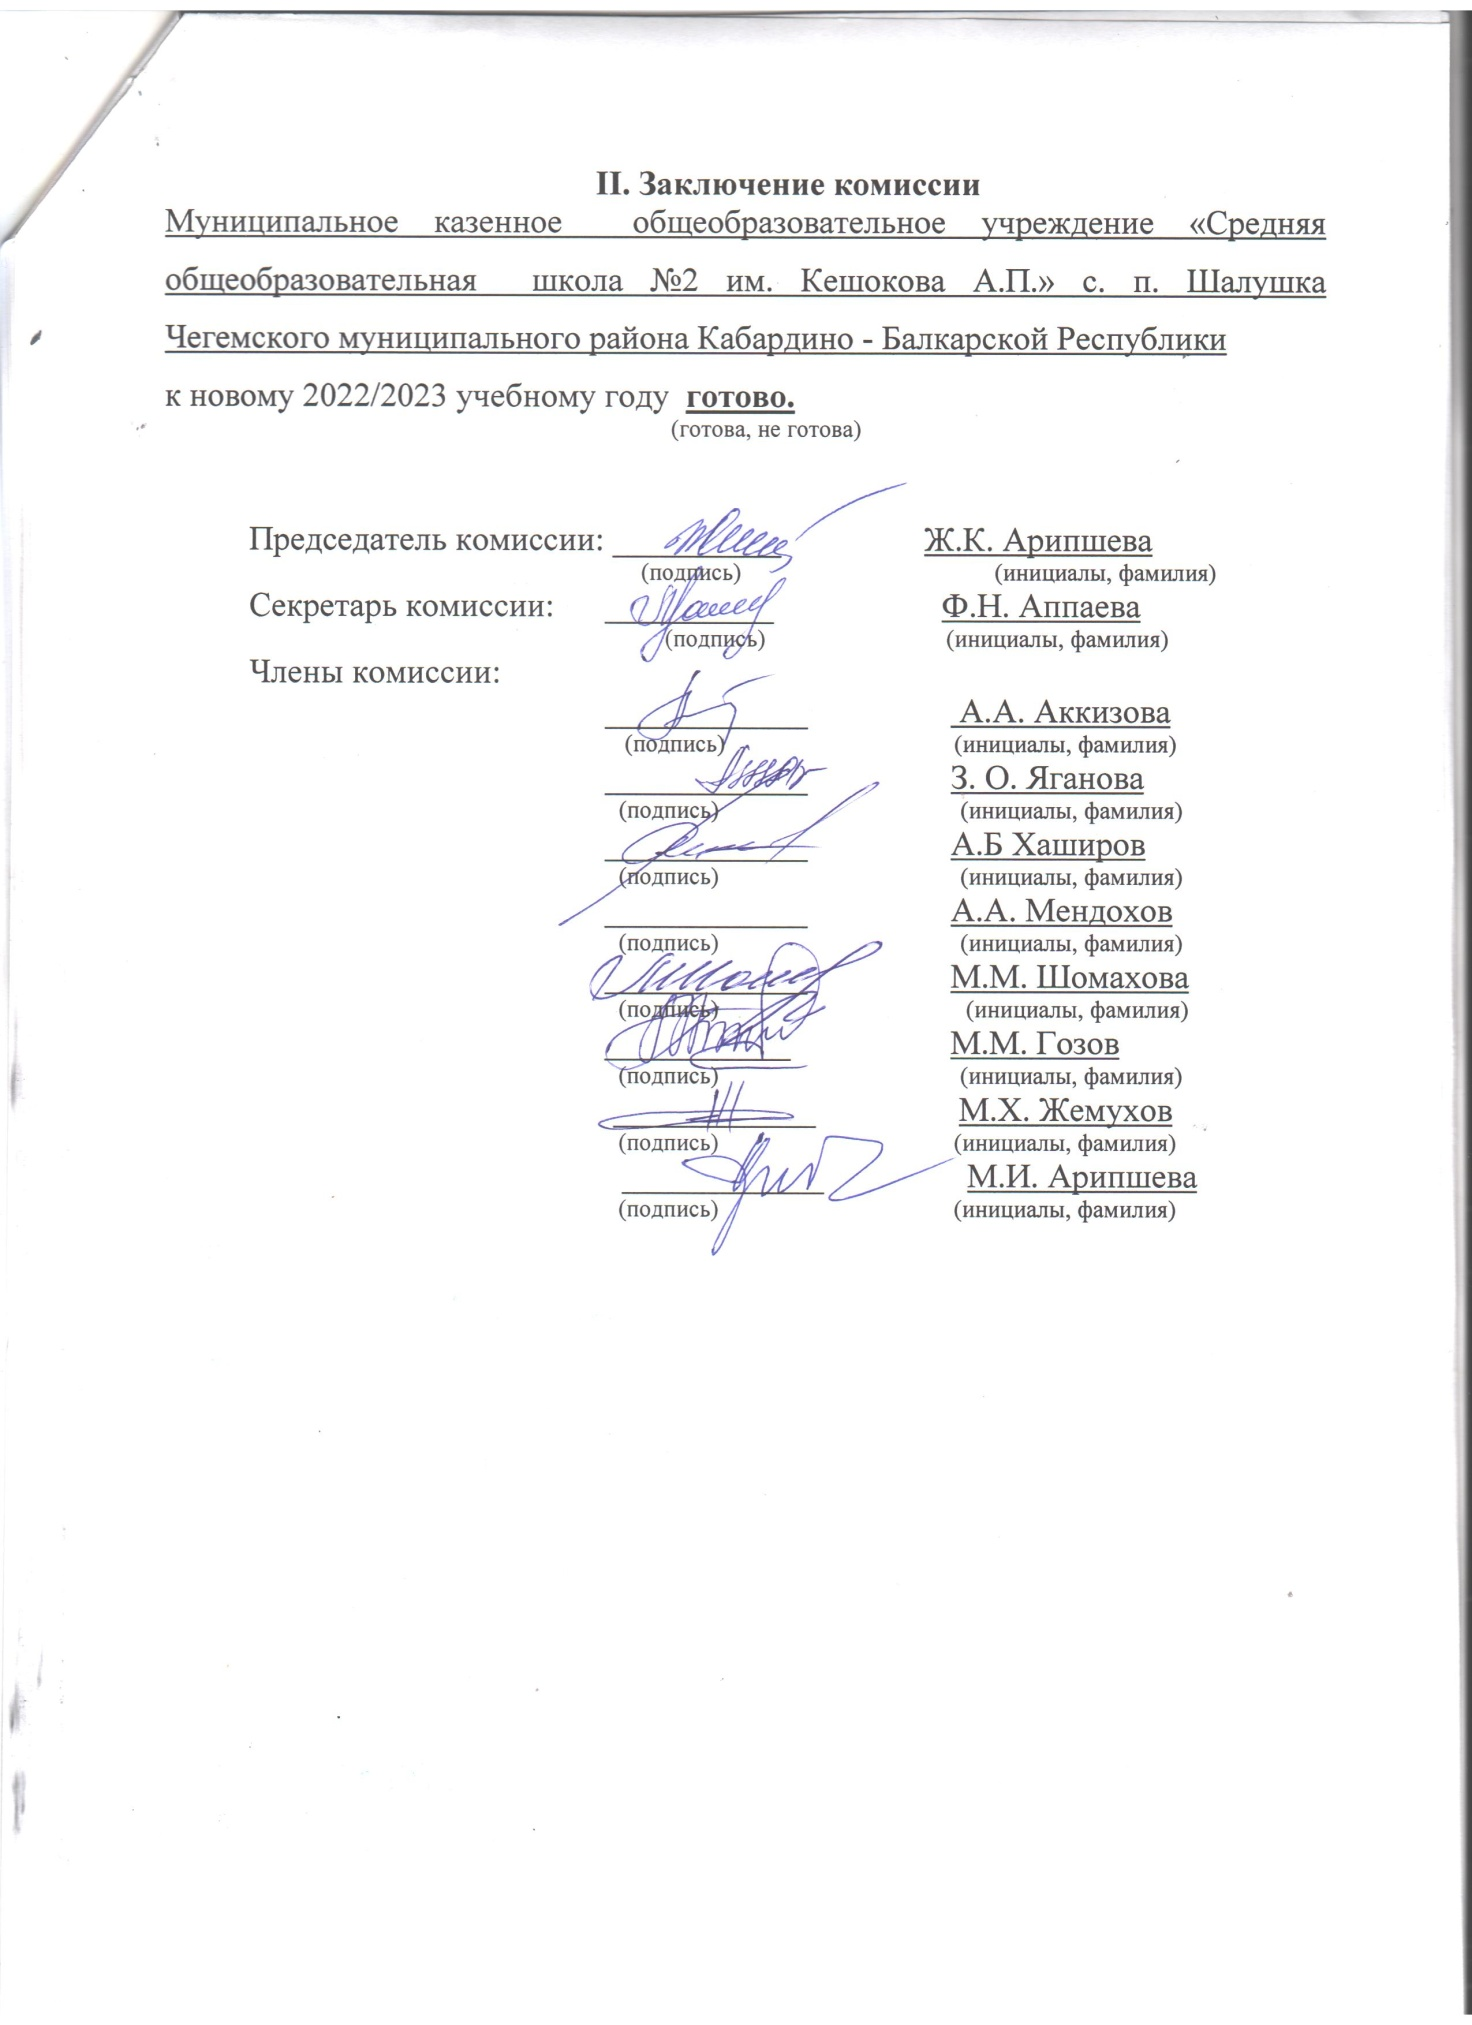 II. Заключение комиссии
Муниципальное казенное общеобразовательное учреждение «Средняя
общеобразовательная школа №2 им. Кешокова А.П.» с. п. Шалушка
Чегемского муниципального района Кабардино - Балкарской Республики
к новому 2022/2023 учебному году готово.
(готова, не готова)
Председатель комиссии: Ж.К. Арипшева
(подпись) (инициалы, фамилия)
Секретарь комиссии: Ф.Н. Аппаева
(подпись) (инициалы, фамилия)
Члены комиссии:
А.А. Аккизова
(подпись) (инициалы, фамилия)
З. О. Яганова
(подпись) (инициалы, фамилия)
А.Б Хаширов
(подпись) (инициалы, фамилия)
А.А. Мендохов
(подпись) (инициалы, фамилия)
М.М. Шомахова
(подпись) (инициалы, фамилия)
М.М. Гозов
(подпись) (инициалы, фамилия)
М.Х. Жемухов
(подпись) (инициалы, фамилия)
М.И. Арипшева
(подпись) (инициалы, фамилия)